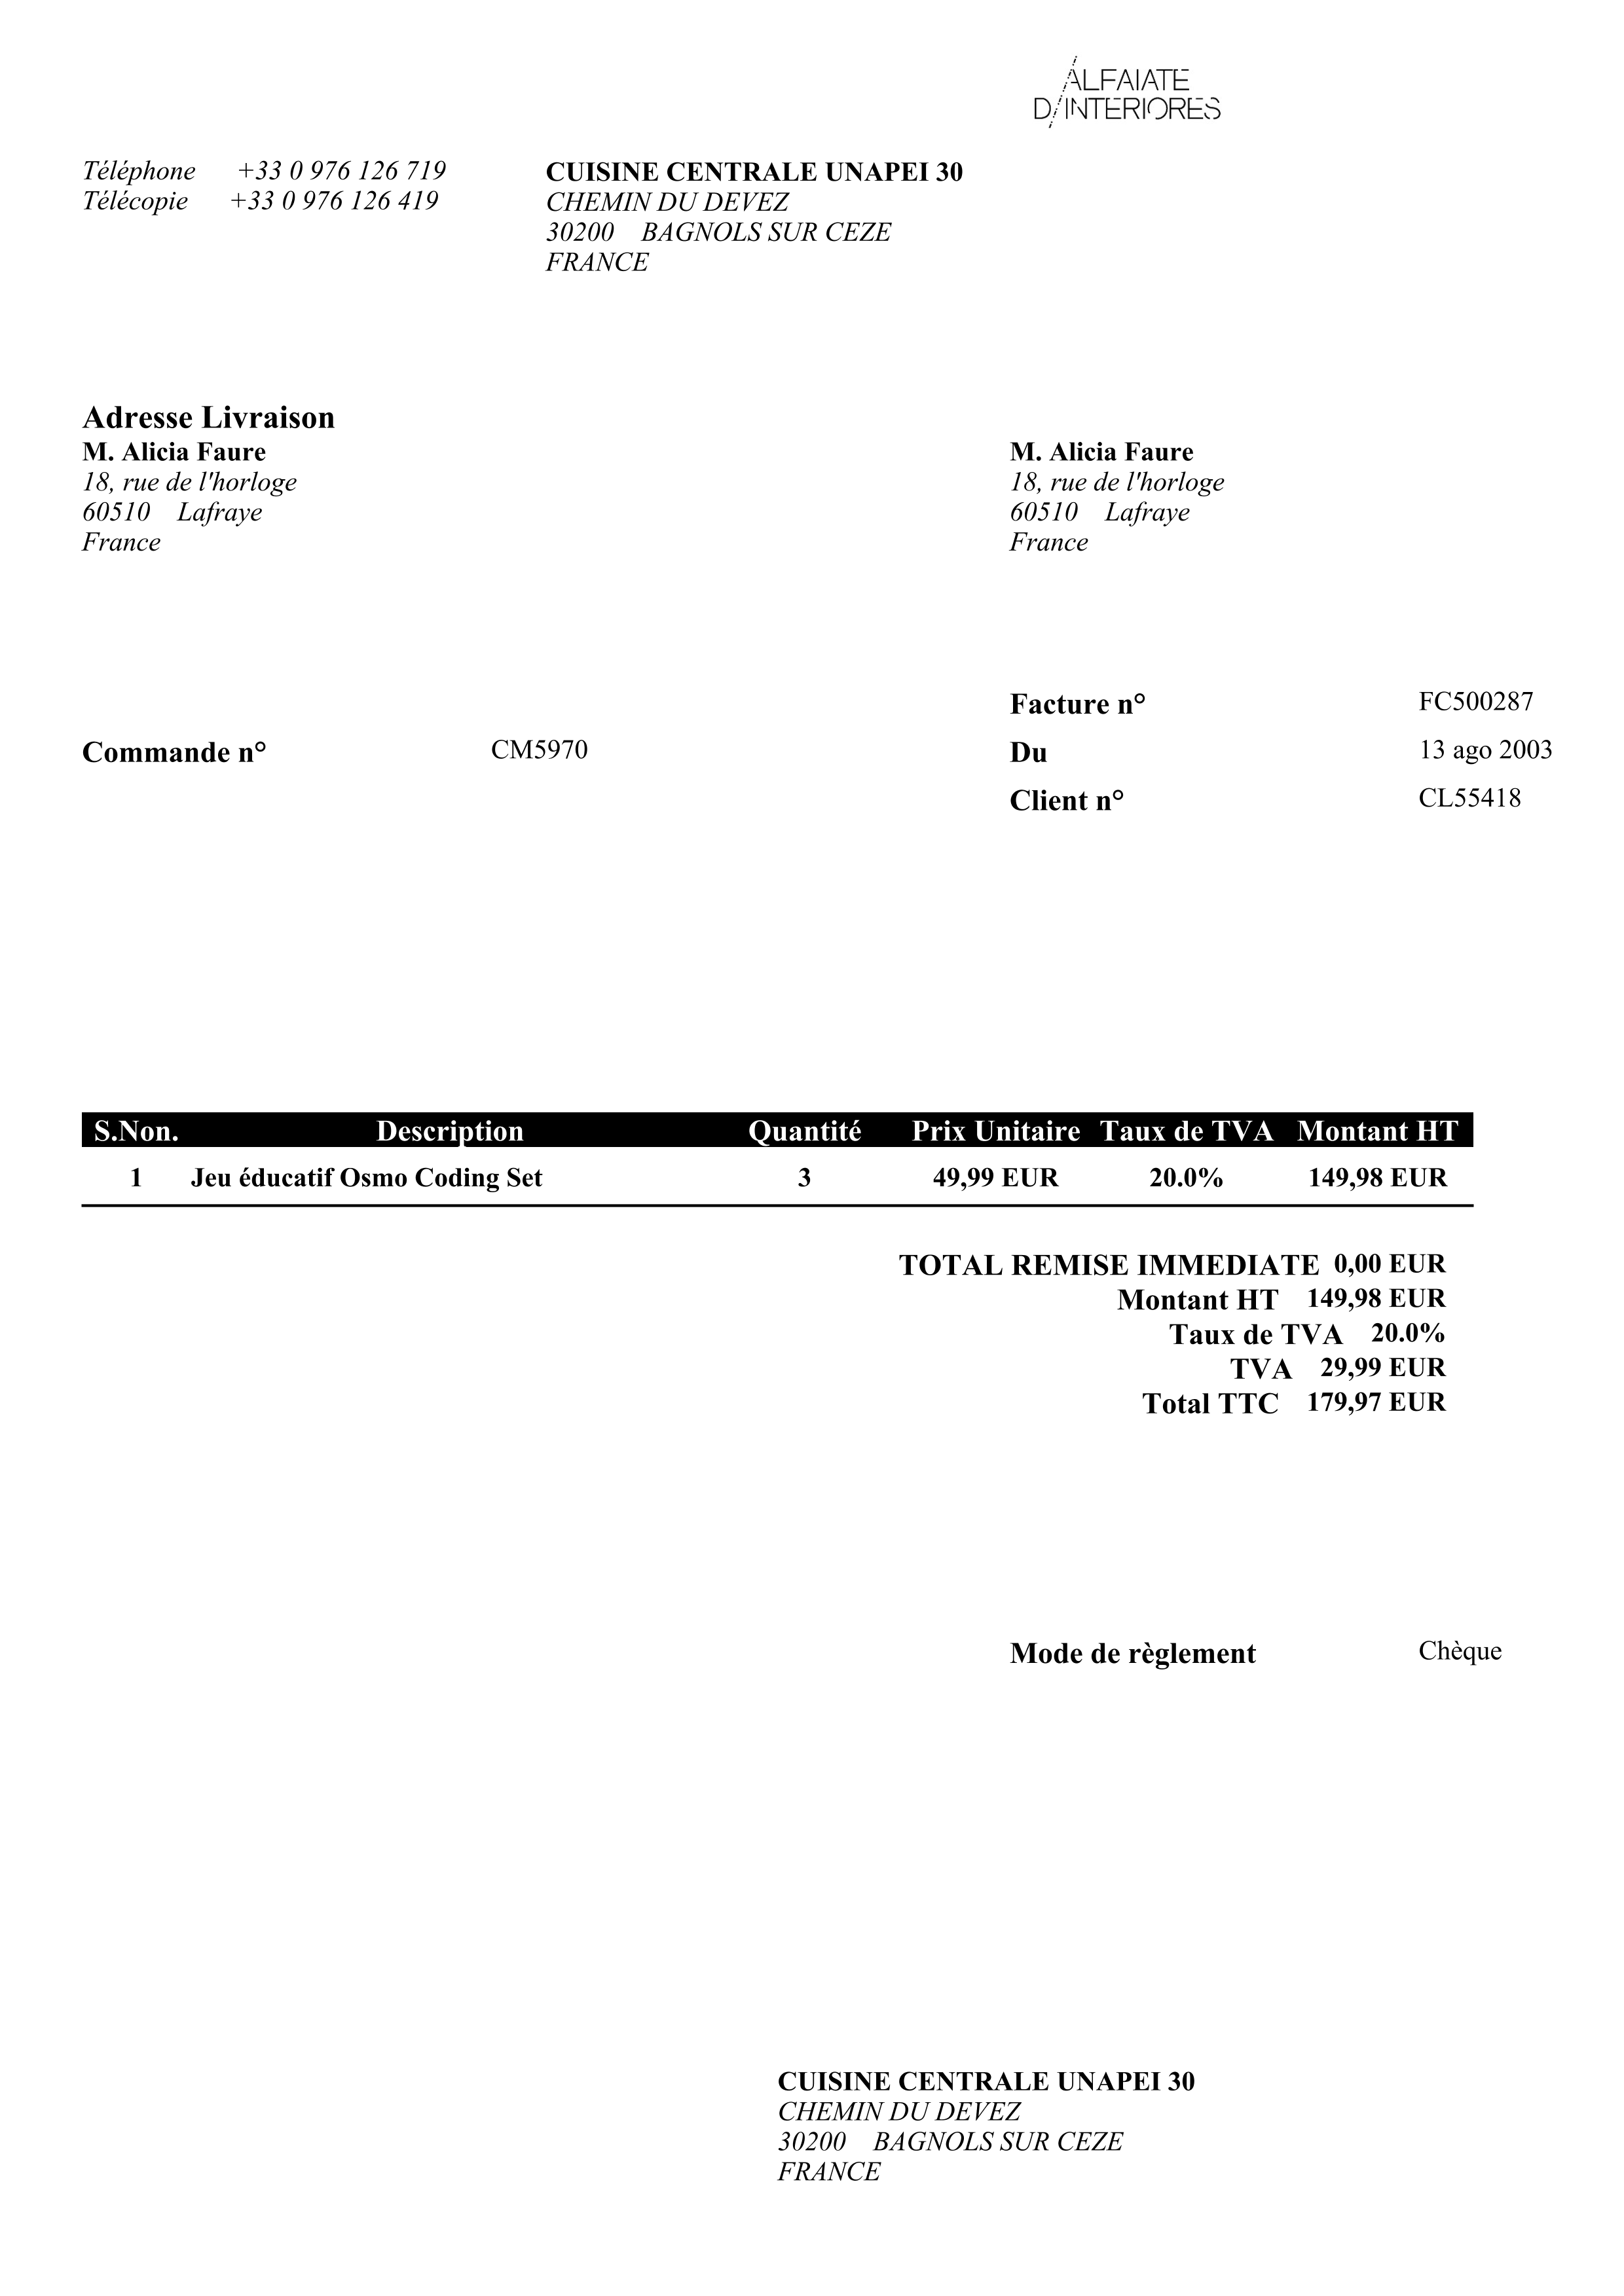 ALFAIATE
D/INTERIORES
Téléphone +33 0 976 126 719
Télécopie +33 0 976 126 419
CUISINE CENTRALE UNAPEI 30
CHEMIN DU DEVEZ
30200 BAGNOLS SUR CEZE
FRANCE
Adresse Livraison
M. Alicia Faure
18, rue de l'horloge
60510 Lafraye
France
M. Alicia Faure
18, rue de l'horloge
60510 Lafraye
France
Facture n° FC500287
Commande n° CM5970
Du 13 ago 2003
Client n° CL55418
S.Non. Description Quantité Prix Unitaire Taux de TVA Montant HT
1 Jeu éducatif Osmo Coding Set 3 49,99 EUR 20.0% 149,98 EUR
TOTAL REMISE IMMEDIATE 0,00 EUR
Montant HT 149,98 EUR
Taux de TVA 20.0%
TVA 29,99 EUR
Total TTC 179,97 EUR
Mode de règlement Chèque
CUISINE CENTRALE UNAPEI 30
CHEMIN DU DEVEZ
30200 BAGNOLS SUR CEZE
FRANCE